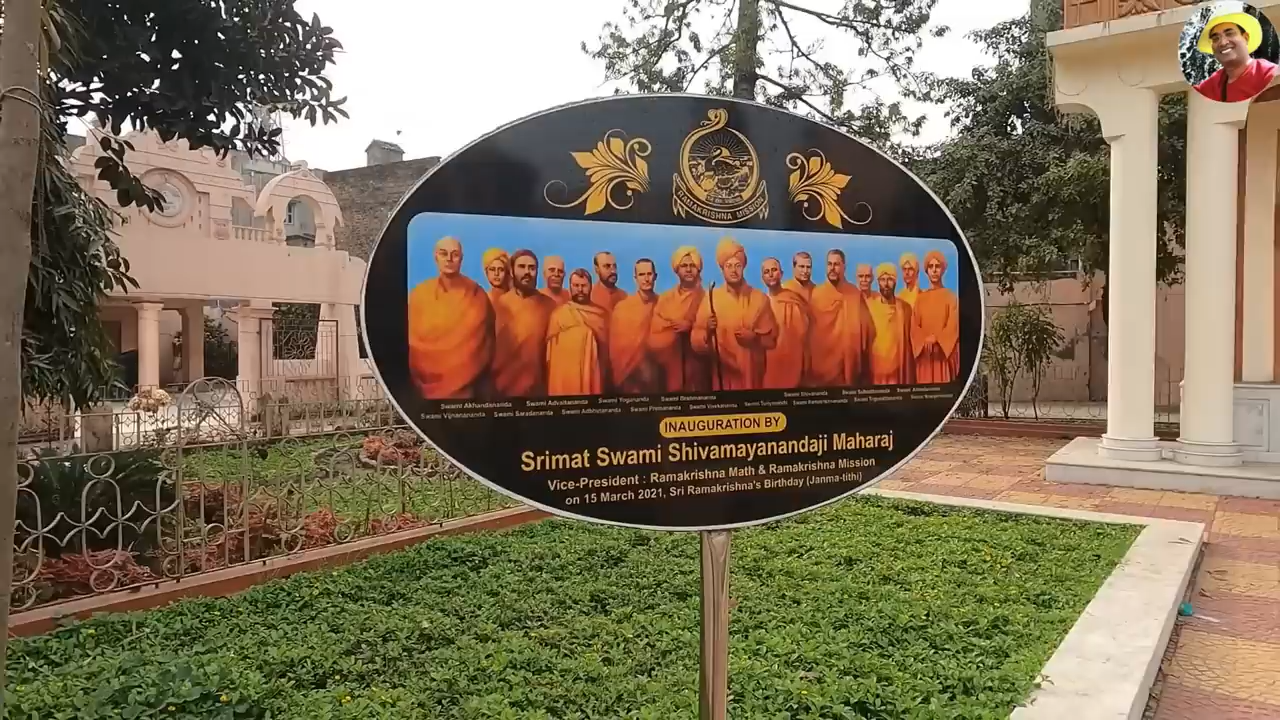 RAMAKRISHNA MISSION
Swami Akhandananda Swami Advaitananda Swami Yogananda Swami Brahmananda Swami Shivananda Swami Subodhananda Swami Abhedananda
Swami Vijnanananda Swami Saradananda Swami Adbhutananda Swami Premananda Swami Vivekananda Swami Turiyananda Swami Ramakrishnananda Swami Trigunatitananda Swami Niranjanananda
INAUGURATION BY
Srimat Swami Shivamayanandaji Maharaj
Vice-President : Ramakrishna Math & Ramakrishna Mission
on 15 March 2021, Sri Ramakrishna's Birthday (Janma-tithi)